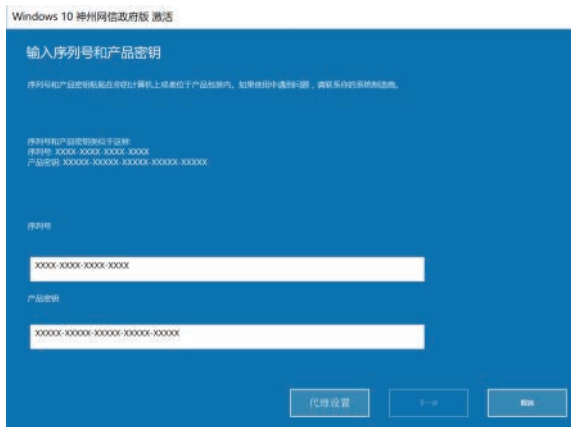 Windows 10 神州网信政府版 激活
输入序列号和产品密钥
序列号和产品密钥粘贴在你的计算机上或者位于产品包装内。如果使用中遇到问题，请联系你的系统制造商。
序列号和产品密钥类似于这样:
序列号: XXXX-XXXX-XXXX-XXXX
产品密钥: XXXXX-XXXXX-XXXXX-XXXXX-XXXXX
序列号
XXXX-XXXX-XXXX-XXXX
产品密钥
XXXXX-XXXXX-XXXXX-XXXXX-XXXXX
代理设置 下一步 取消